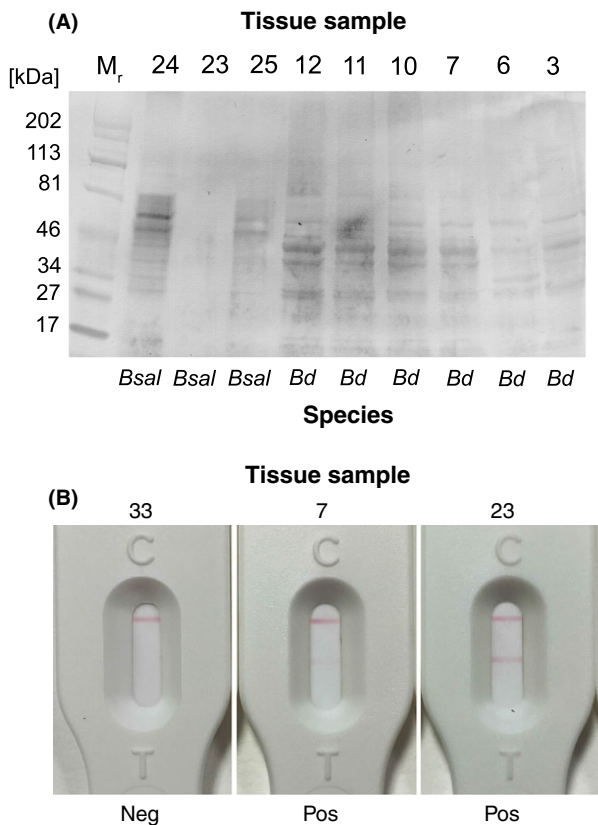 (A) Tissue sample
[kDa] Mr 24 23 25 12 11 10 7 6 3
202
113
81
46
34
27
17
Bsal Bsal Bsal Bd Bd Bd Bd Bd Bd
Species
Tissue sample
(B)
33 7 23
C C C
T T T
Neg Pos Pos